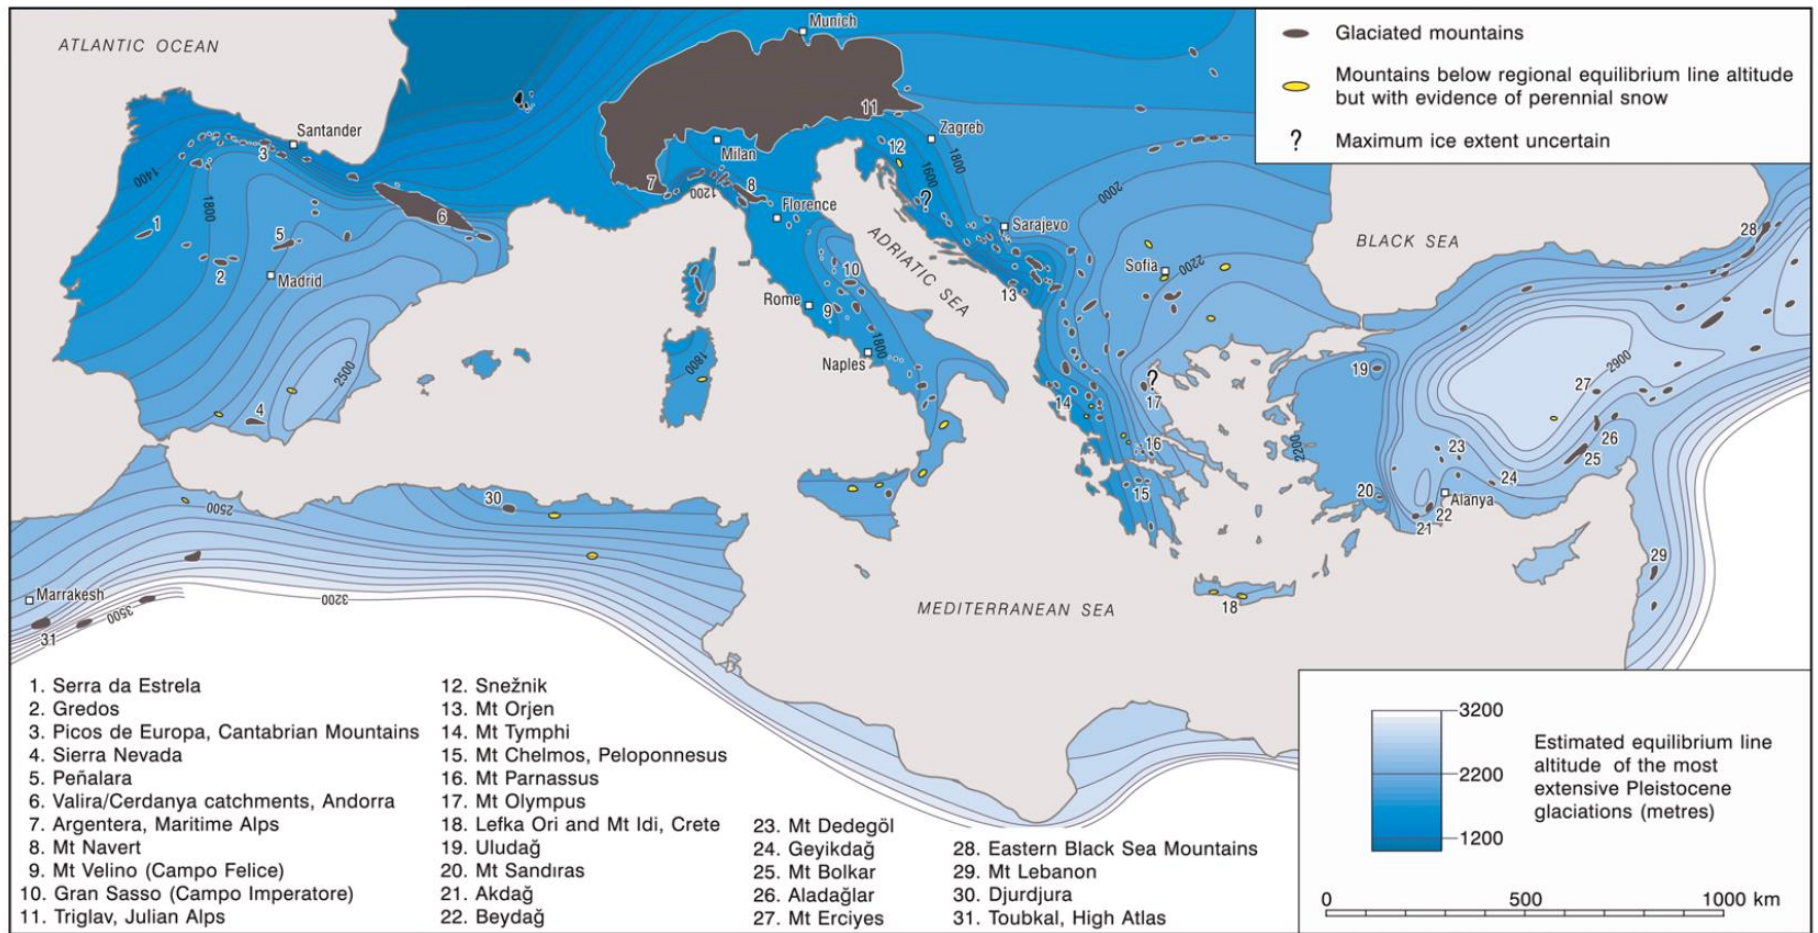 ATLANTIC OCEAN
Munich
Glaciated mountains
Mountains below regional equilibrium line altitude
but with evidence of perennial snow
? Maximum ice extent uncertain
Santander
Milan
Zagreb
Florence
Sarajevo
Madrid
Rome
Naples
Sofia
ADRIATIC SEA
BLACK SEA
Alanya
Marrakesh
MEDITERRANEAN SEA
1400
1800
2500
1200
1600
1800
2000
2200
1800
1800
2200
2900
2500
3200
3500
?
?
1
2
3
4
5
6
7
8
9
10
11
12
13
14
15
16
17
18
19
20
21
22
23
24
25
26
27
28
29
30
31
1. Serra da Estrela
2. Gredos
3. Picos de Europa, Cantabrian Mountains
4. Sierra Nevada
5. Peñalara
6. Valira/Cerdanya catchments, Andorra
7. Argentera, Maritime Alps
8. Mt Navert
9. Mt Velino (Campo Felice)
10. Gran Sasso (Campo Imperatore)
11. Triglav, Julian Alps
12. Snežnik
13. Mt Orjen
14. Mt Tymphi
15. Mt Chelmos, Peloponnesus
16. Mt Parnassus
17. Mt Olympus
18. Lefka Ori and Mt Idi, Crete
19. Uludağ
20. Mt Sandıras
21. Akdağ
22. Beydağ
23. Mt Dedegöl
24. Geyikdağ
25. Mt Bolkar
26. Aladağlar
27. Mt Erciyes
28. Eastern Black Sea Mountains
29. Mt Lebanon
30. Djurdjura
31. Toubkal, High Atlas
3200
2200
1200
Estimated equilibrium line
altitude of the most
extensive Pleistocene
glaciations (metres)
0 500 1000 km